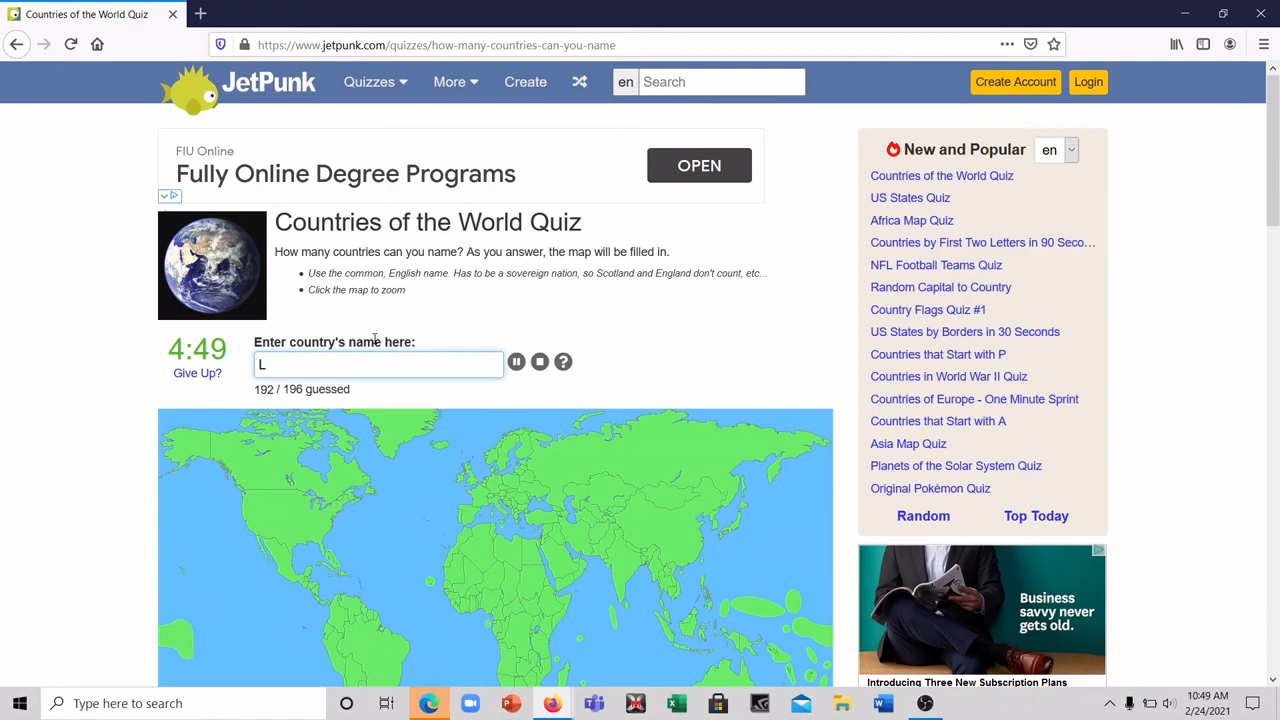 Countries of the World Quiz
https://www.jetpunk.com/quizzes/how-many-countries-can-you-name
JetPunk
Quizzes
More
Create
en
Search
Create Account
Login
FIU Online
Fully Online Degree Programs
OPEN
Countries of the World Quiz
How many countries can you name? As you answer, the map will be filled in.
Use the common, English name. Has to be a sovereign nation, so Scotland and England don't count, etc...
Click the map to zoom
4:49
Give Up?
Enter country's name here:
L
192 / 196 guessed
New and Popular
en
Countries of the World Quiz
US States Quiz
Africa Map Quiz
Countries by First Two Letters in 90 Seco...
NFL Football Teams Quiz
Random Capital to Country
Country Flags Quiz #1
US States by Borders in 30 Seconds
Countries that Start with P
Countries in World War II Quiz
Countries of Europe - One Minute Sprint
Countries that Start with A
Asia Map Quiz
Planets of the Solar System Quiz
Original Pokémon Quiz
Random
Top Today
Business
savvy never
gets old.
Introducing Three New Subscription Plans
Type here to search
10:49 AM
2/24/2021